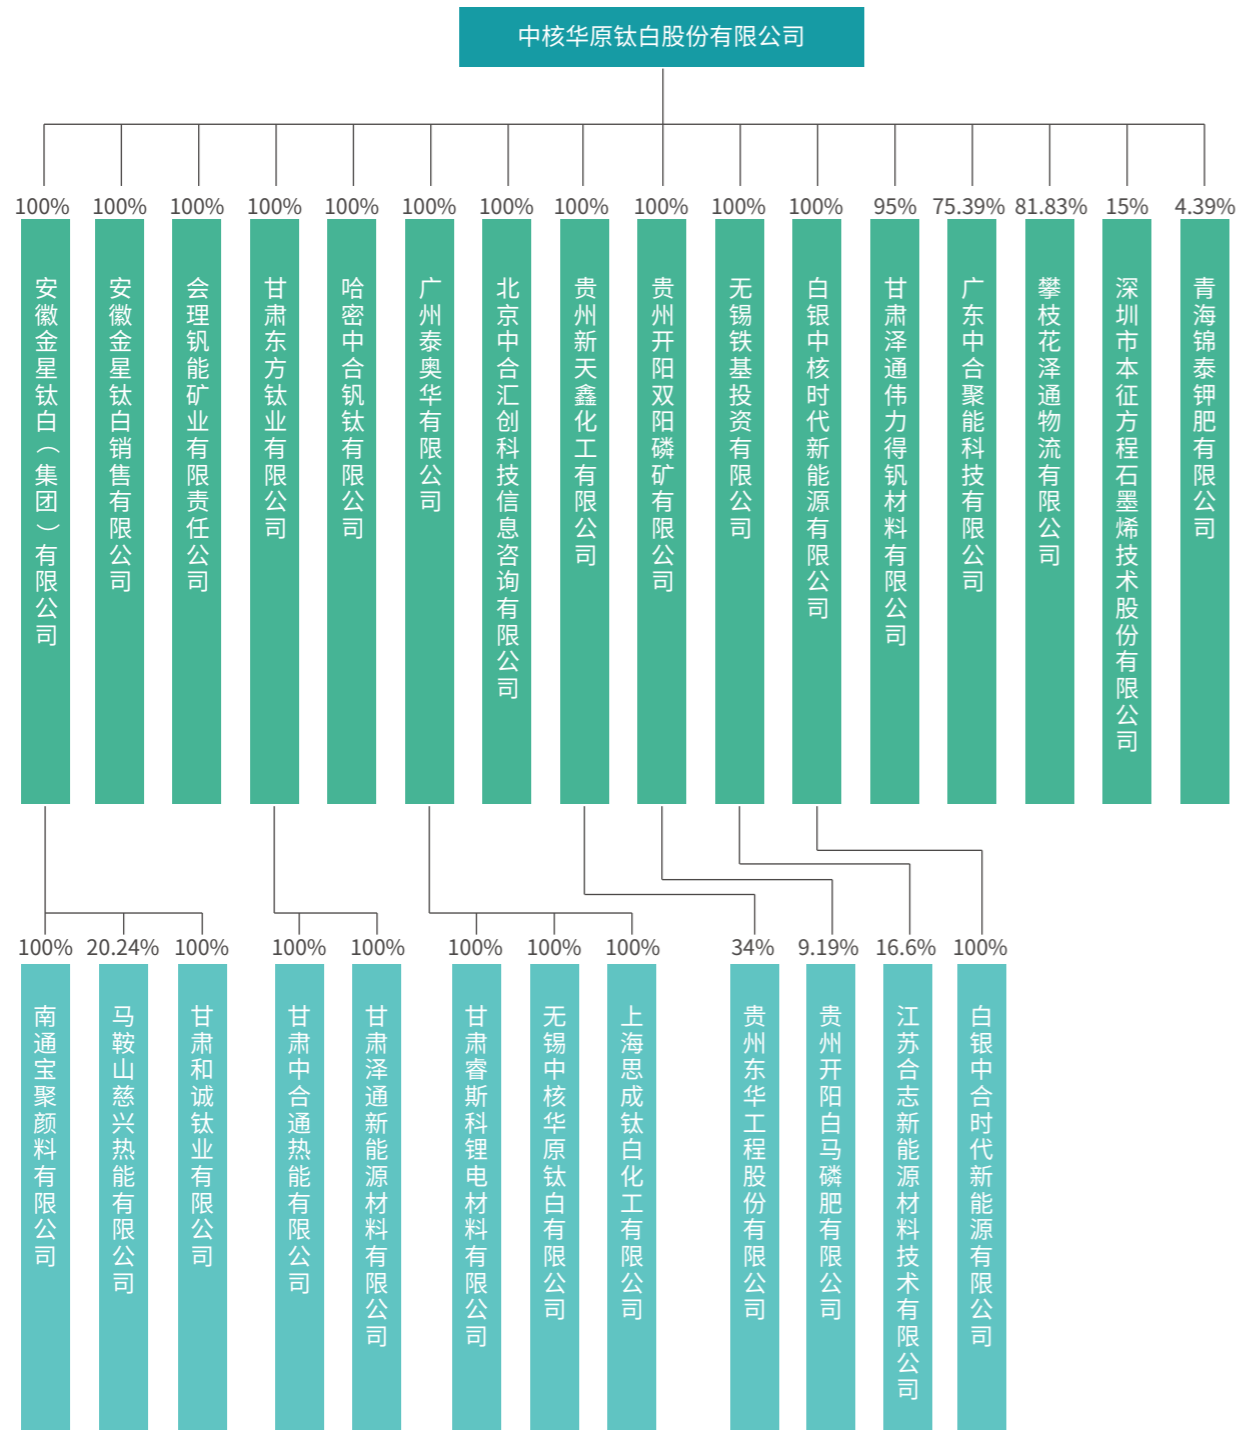 中核华原钛白股份有限公司
100%
100%
100%
100%
100%
100%
100%
100%
100%
100%
100%
95%
75.39%
81.83%
15%
4.39%
安徽金星钛白（集团）有限公司
安徽金星钛白销售有限公司
会理钒能矿业有限责任公司
甘肃东方钛业有限公司
哈密中合钒钛有限公司
广州泰奥华有限公司
北京中合汇创科技信息咨询有限公司
贵州新天鑫化工有限公司
贵州开阳双阳磷矿有限公司
无锡铁基投资有限公司
白银中核时代新能源有限公司
甘肃泽通伟力得钒材料有限公司
广东中合聚能科技有限公司
攀枝花泽通物流有限公司
深圳市本征方程石墨烯技术股份有限公司
青海锦泰钾肥有限公司
100%
20.24%
100%
100%
100%
100%
100%
100%
34%
9.19%
16.6%
100%
南通宝聚颜料有限公司
马鞍山慈兴热能有限公司
甘肃和诚钛业有限公司
甘肃中合通热能有限公司
甘肃泽通新能源材料有限公司
甘肃睿斯科锂电材料有限公司
无锡中核华原钛白有限公司
上海思成钛白化工有限公司
贵州东华工程股份有限公司
贵州开阳白马磷肥有限公司
江苏合志新能源材料技术有限公司
白银中合时代新能源有限公司